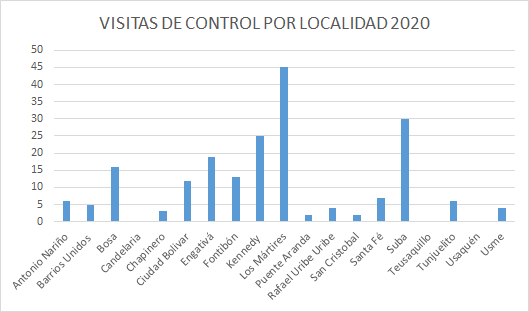 VISITAS DE CONTROL POR LOCALIDAD 2020
50
45
40
35
30
25
20
15
10
5
0
Antonio Nariño
Barrios Unidos
Bosa
Candelaria
Chapinero
Ciudad Bolivar
Engativá
Fontibón
Kennedy
Los Mártires
Puente Aranda
Rafael Uribe Uribe
San Cristobal
Santa Fé
Suba
Teusaquillo
Tunjuelito
Usaquén
Usme